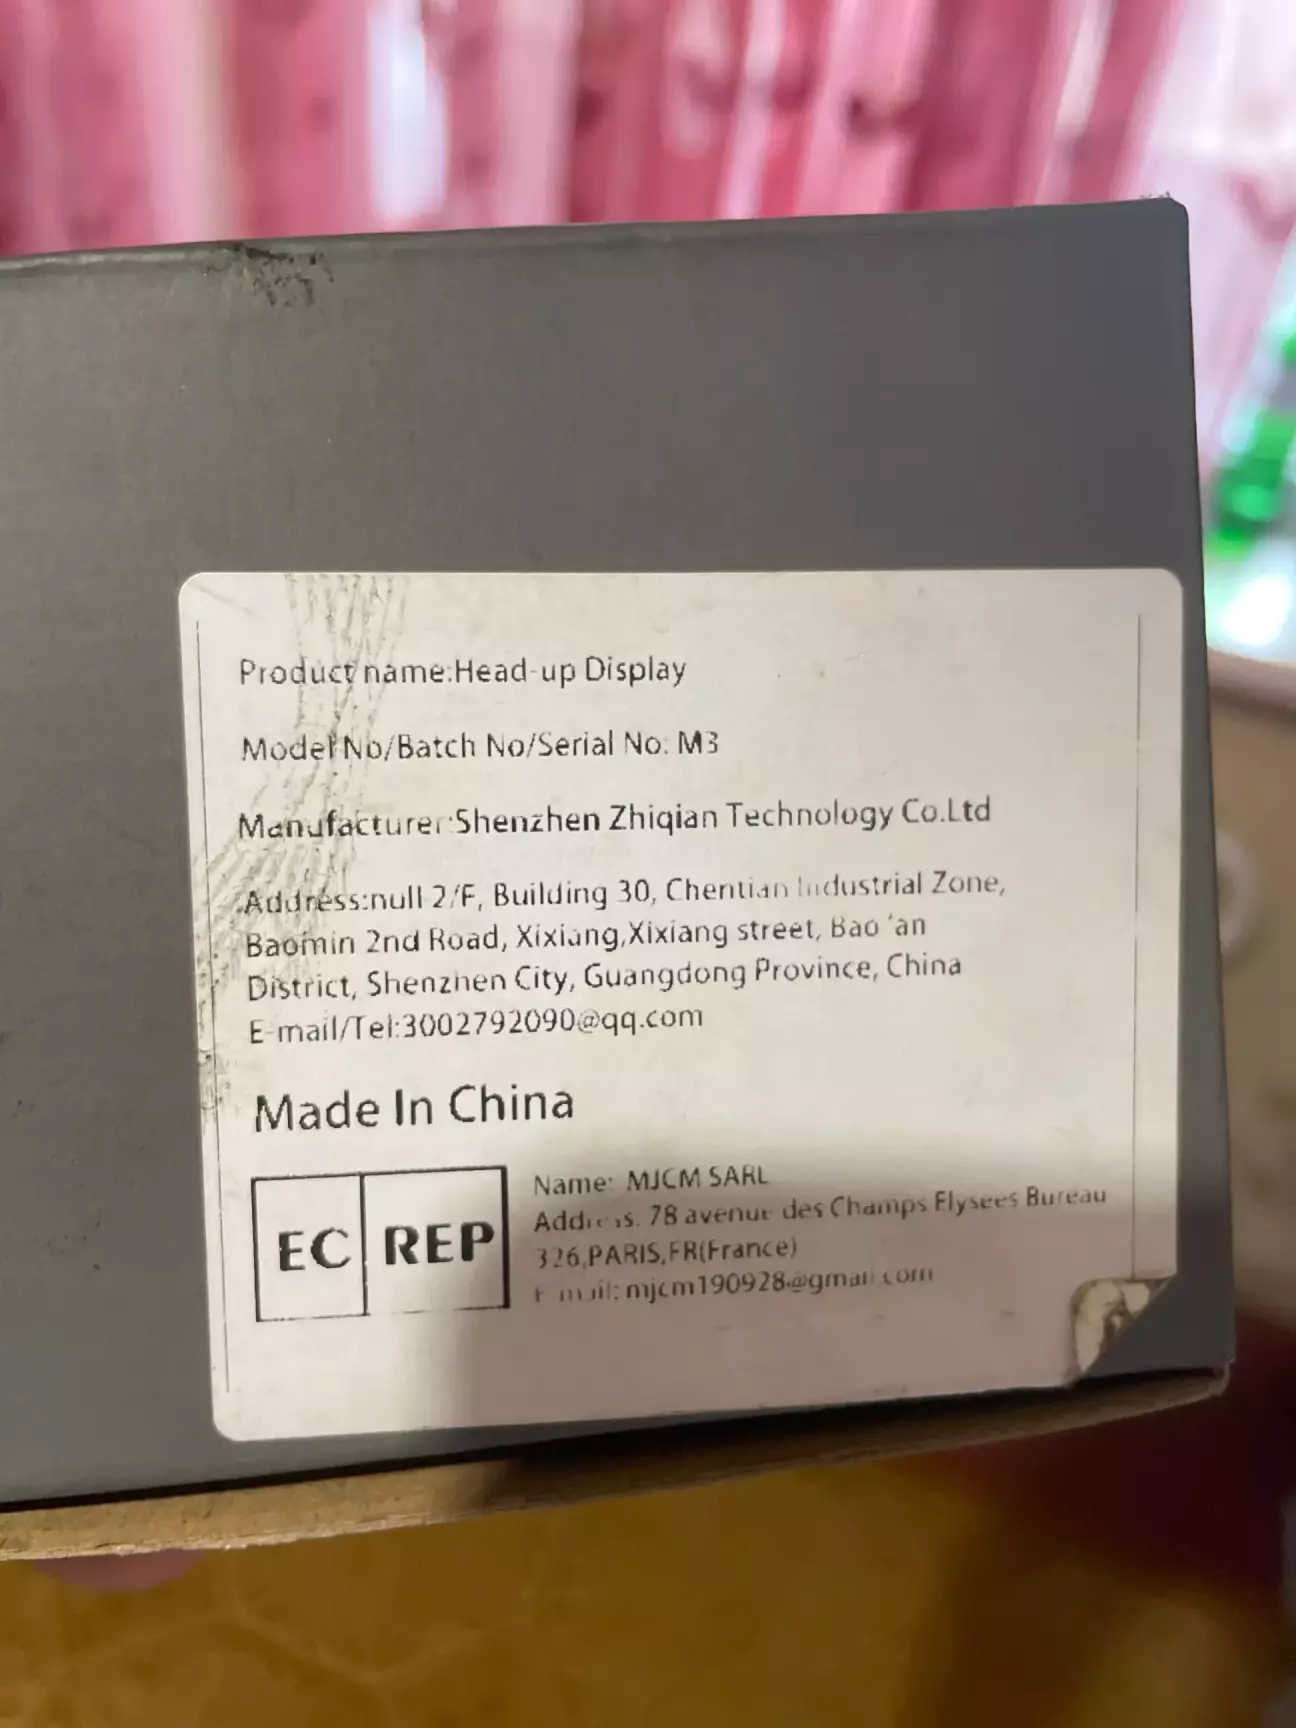 Product name:Head-up Display
Model No/Batch No/Serial No: M3
Manufacturer:Shenzhen Zhiqian Technology Co.Ltd
Address:null 2/F, Building 30, Chentian Industrial Zone,
Baomin 2nd Road, Xixiang,Xixiang street, Bao 'an
District, Shenzhen City, Guangdong Province, China
E-mail/Tel:3002792090@qq.com
Made In China
EC REP
Name: MJCM SARL
Address: 78 avenue des Champs Elysees Bureau
326,PARIS,FR(France)
E-mail: mjcm190928@gmail.com